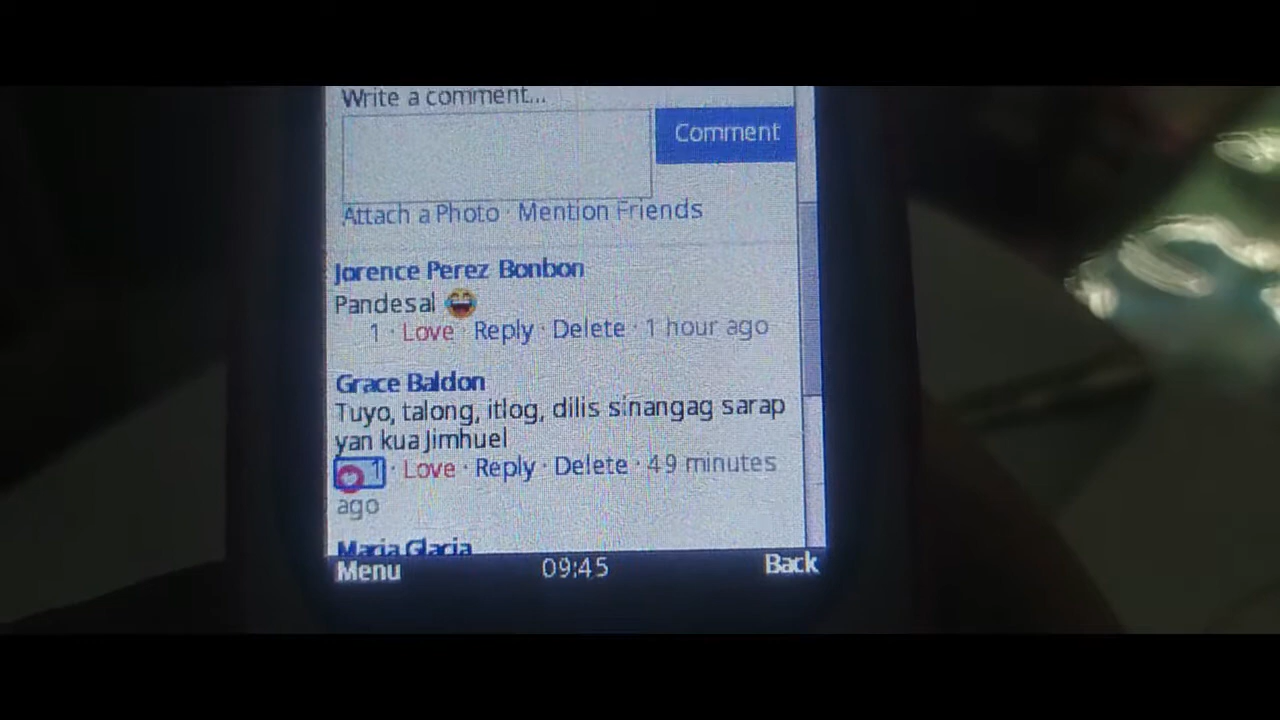 Write a comment...
Comment
Attach a Photo · Mention Friends
Jorence Perez Bonbon
Pandesal 😂
1 · Love · Reply · Delete · 1 hour ago
Grace Baldon
Tuyo, talong, itlog, dilis sinangag sarap
yan kua Jimhuel
1 · Love · Reply · Delete · 49 minutes
ago
Maria Glacia
Menu 09:45 Back